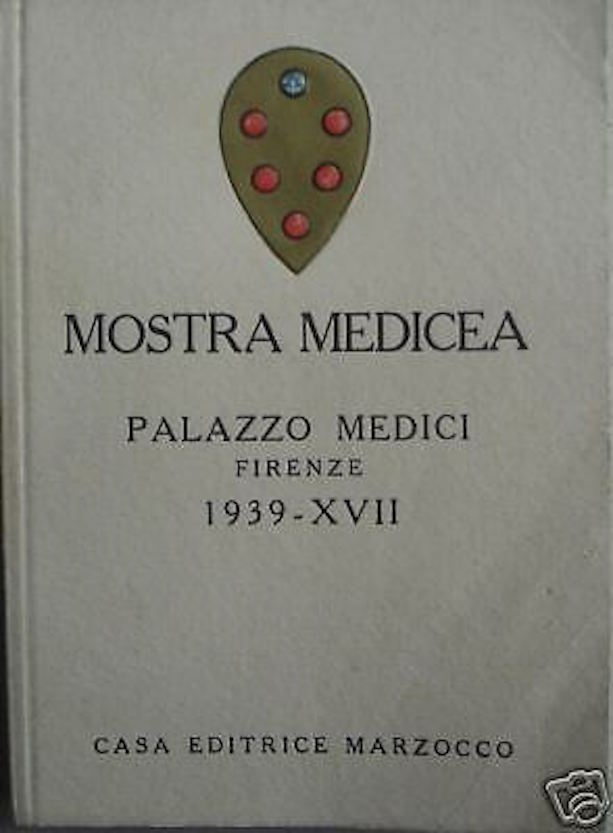 MOSTRA MEDICEA
PALAZZO MEDICI
FIRENZE
1939-XVII
CASA EDITRICE MARZOCCO